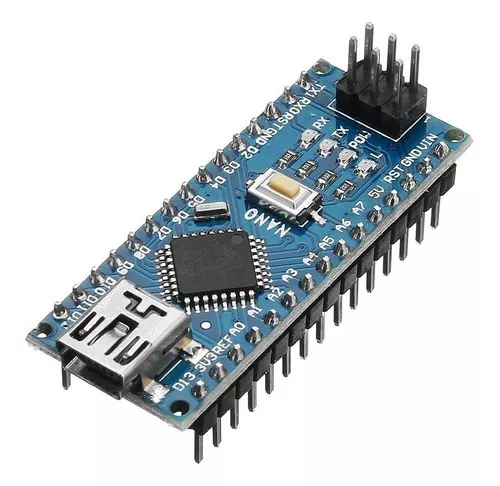 TX1 RX0 RST GND D2 D3 D4 D5 D6 D7 D8 D9 D10 D11 D12
RX
TX
POW
L
NANO
D13 3V3 REF A0 A1 A2 A3 A4 A5 A6 A7 5V RST GND VIN